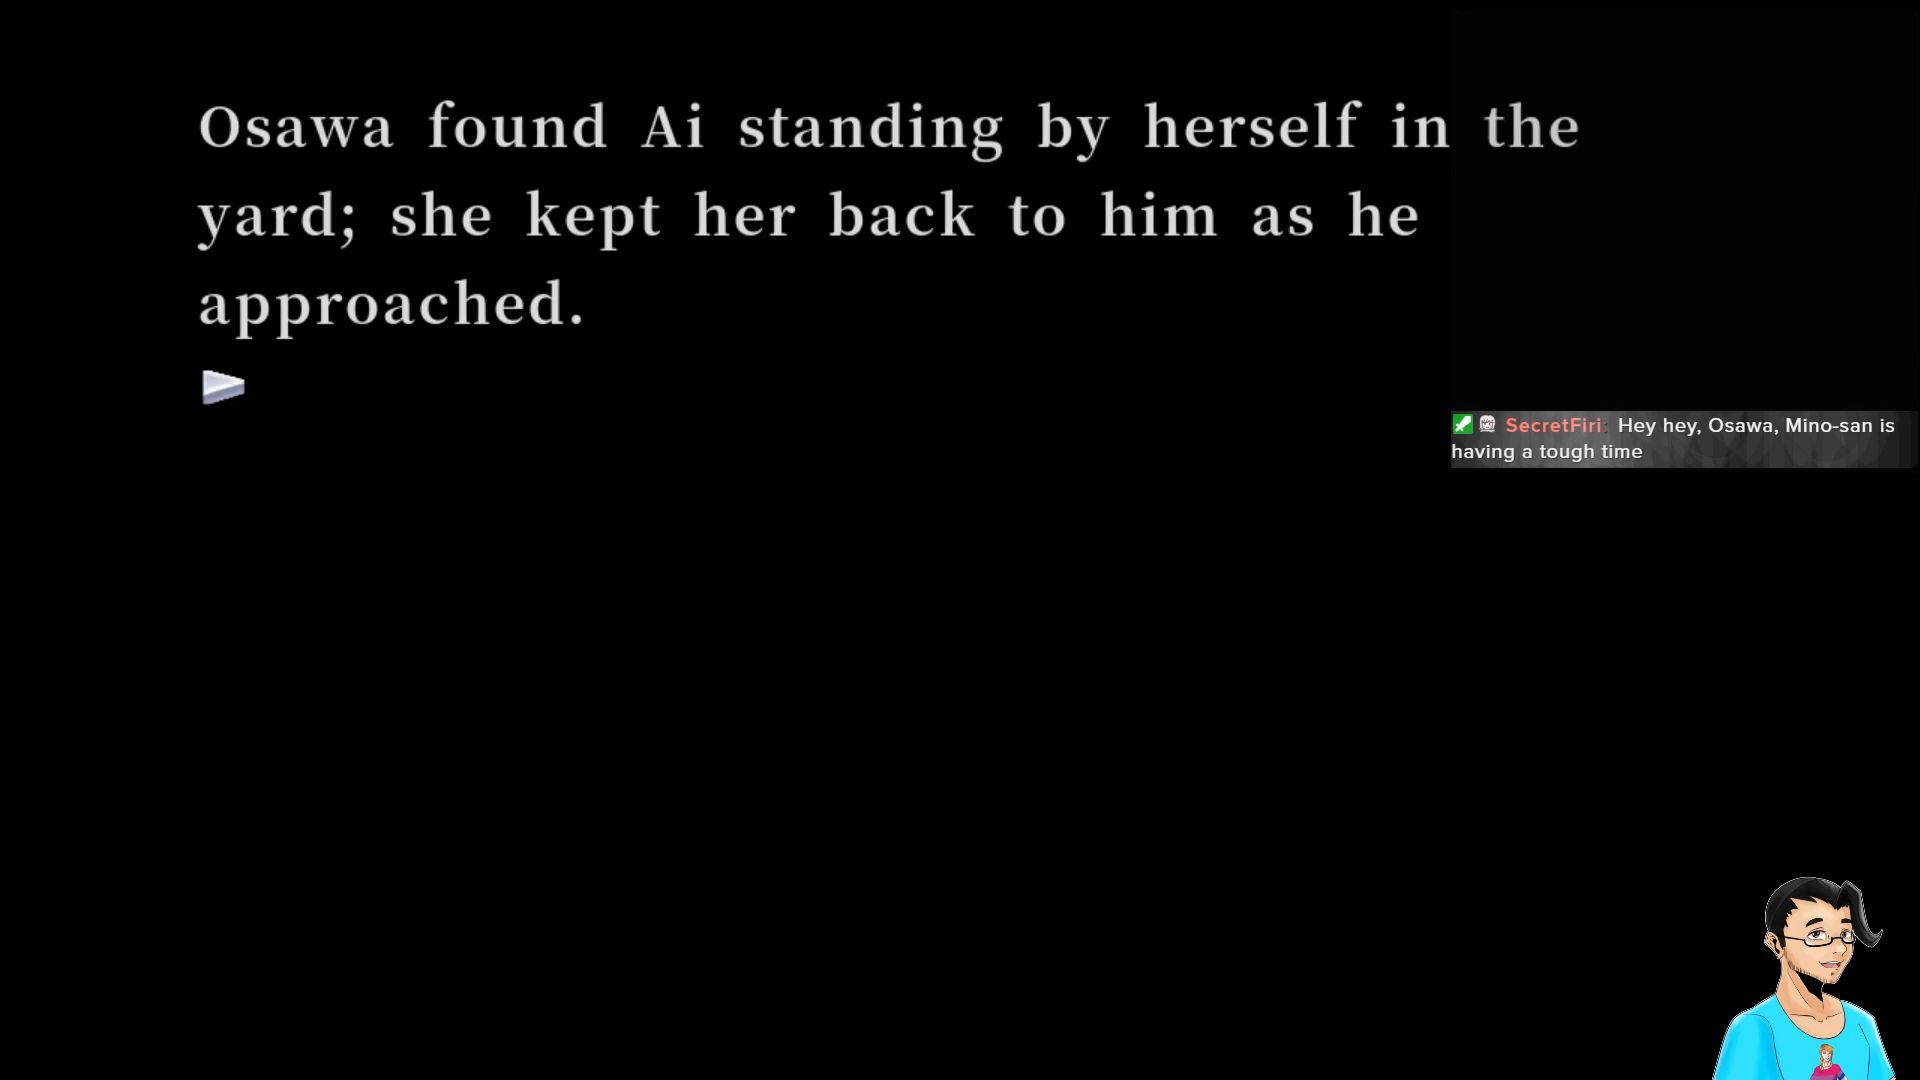 Osawa found Ai standing by herself in the
yard; she kept her back to him as he
approached.
SecretFiri: Hey hey, Osawa, Mino-san is
having a tough time